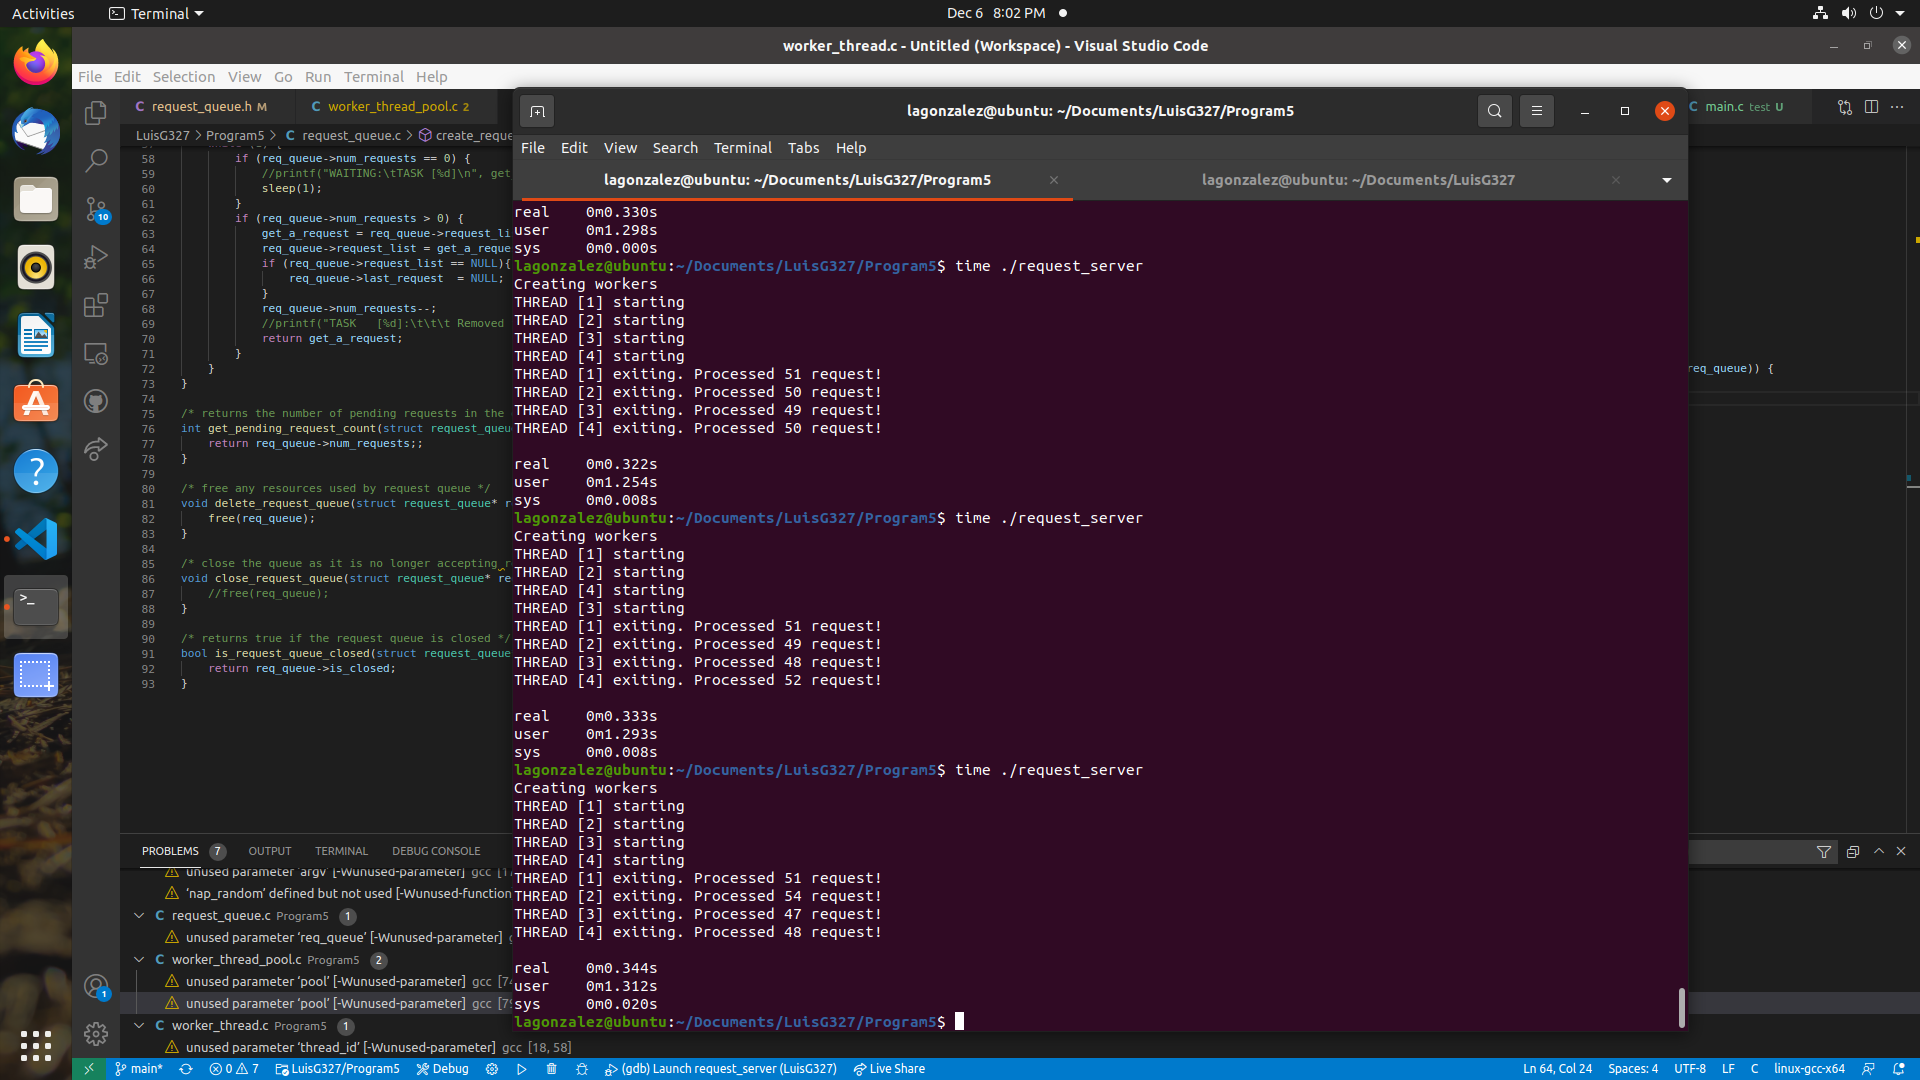 Activities
Terminal
Dec 6 8:02 PM
worker_thread.c - Untitled (Workspace) - Visual Studio Code
File Edit Selection View Go Run Terminal Help
C request_queue.h M
C worker_thread_pool.c 2
C main.c test U
LuisG327 > Program5 > C request_queue.c > create_reque
58 if (req_queue->num_requests == 0) {
59 //printf("WAITING:\tTASK [%d]\n", get
60 sleep(1);
61 }
62 if (req_queue->num_requests > 0) {
63 get_a_request = req_queue->request_li
64 req_queue->request_list = get_a_reque
65 if (req_queue->request_list == NULL){
66 req_queue->last_request = NULL;
67 }
68 req_queue->num_requests--;
69 //printf("TASK [%d]:\t\t\t Removed
70 return get_a_request;
71 }
72 }
73 }
74
75 /* returns the number of pending requests in the
76 int get_pending_request_count(struct request_queu
77 return req_queue->num_requests;;
78 }
79
80 /* free any resources used by request queue */
81 void delete_request_queue(struct request_queue* r
82 free(req_queue);
83 }
84
85 /* close the queue as it is no longer accepting r
86 void close_request_queue(struct request_queue* re
87 //free(req_queue);
88 }
89
90 /* returns true if the request queue is closed */
91 bool is_request_queue_closed(struct request_queue
92 return req_queue->is_closed;
93 }
req_queue)) {
10
1
lagonzalez@ubuntu: ~/Documents/LuisG327/Program5
File Edit View Search Terminal Tabs Help
lagonzalez@ubuntu: ~/Documents/LuisG327/Program5 ×
lagonzalez@ubuntu: ~/Documents/LuisG327 ×
real 0m0.330s
user 0m1.298s
sys 0m0.000s
lagonzalez@ubuntu:~/Documents/LuisG327/Program5$ time ./request_server
Creating workers
THREAD [1] starting
THREAD [2] starting
THREAD [3] starting
THREAD [4] starting
THREAD [1] exiting. Processed 51 request!
THREAD [2] exiting. Processed 50 request!
THREAD [3] exiting. Processed 49 request!
THREAD [4] exiting. Processed 50 request!
real 0m0.322s
user 0m1.254s
sys 0m0.008s
lagonzalez@ubuntu:~/Documents/LuisG327/Program5$ time ./request_server
Creating workers
THREAD [1] starting
THREAD [2] starting
THREAD [4] starting
THREAD [3] starting
THREAD [1] exiting. Processed 51 request!
THREAD [2] exiting. Processed 49 request!
THREAD [3] exiting. Processed 48 request!
THREAD [4] exiting. Processed 52 request!
real 0m0.333s
user 0m1.293s
sys 0m0.008s
lagonzalez@ubuntu:~/Documents/LuisG327/Program5$ time ./request_server
Creating workers
THREAD [1] starting
THREAD [2] starting
THREAD [3] starting
THREAD [4] starting
THREAD [1] exiting. Processed 51 request!
THREAD [2] exiting. Processed 54 request!
THREAD [3] exiting. Processed 47 request!
THREAD [4] exiting. Processed 48 request!
real 0m0.344s
user 0m1.312s
sys 0m0.020s
lagonzalez@ubuntu:~/Documents/LuisG327/Program5$
PROBLEMS 7 OUTPUT TERMINAL DEBUG CONSOLE
unused parameter 'argv' [-Wunused-parameter] gcc [1
'nap_random' defined but not used [-Wunused-function
C request_queue.c Program5 1
unused parameter 'req_queue' [-Wunused-parameter] g
C worker_thread_pool.c Program5 2
unused parameter 'pool' [-Wunused-parameter] gcc [74
unused parameter 'pool' [-Wunused-parameter] gcc [79
C worker_thread.c Program5 1
unused parameter 'thread_id' [-Wunused-parameter] gcc [18, 58]
main* 0 7 LuisG327/Program5 Debug (gdb) Launch request_server (LuisG327) Live Share
Ln 64, Col 24 Spaces: 4 UTF-8 LF C linux-gcc-x64